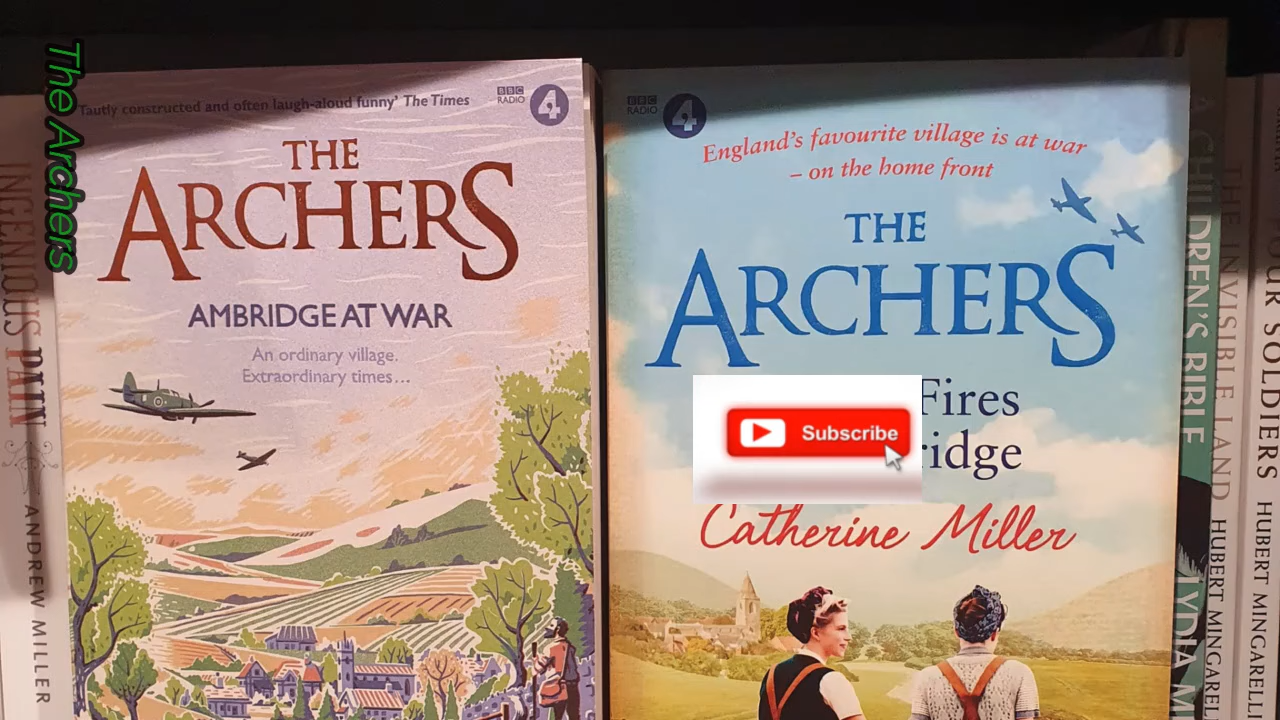 The Archers
INGENIOUS PAIN
ANDREW MILLER
Tautly constructed and often laugh-aloud funny' The Times
BBC
RADIO 4
THE
ARCHERS
AMBRIDGE AT WAR
An ordinary village.
Extraordinary times...
BBC
RADIO 4
England's favourite village is at war
– on the home front
THE
ARCHERS
Fires
ridge
Subscribe
Catherine Miller
A CHILDREN'S BIBLE
LYDIA M
THE INVISIBLE LAND
HUBERT MINGAREL
OUR SOLDIERS
HUBERT MINGARELLI